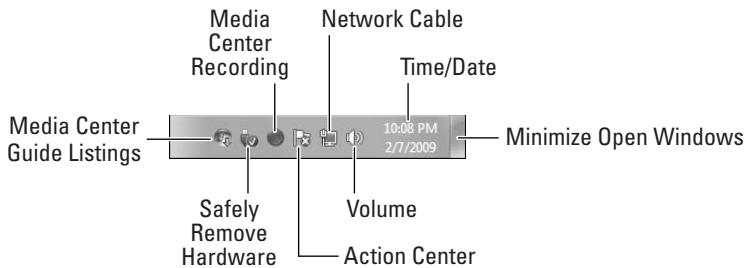 Media
Center
Recording
Network Cable
Time/Date
Media Center
Guide Listings
10:08 PM
2/7/2009
Minimize Open Windows
Safely
Remove
Hardware
Volume
Action Center